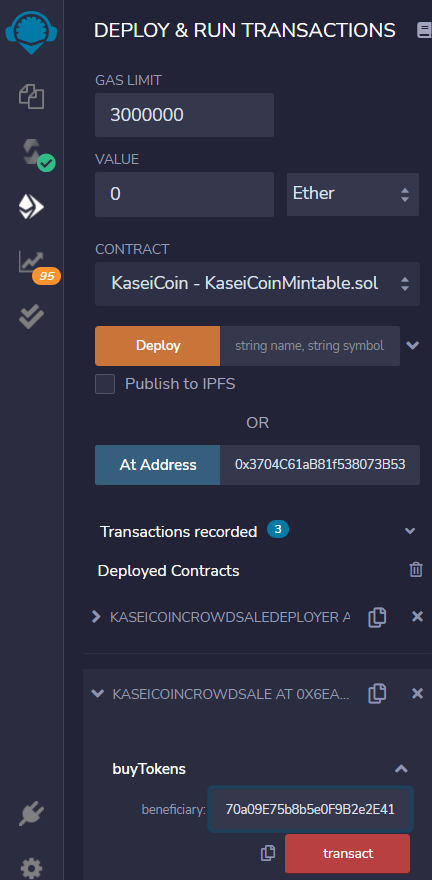 DEPLOY & RUN TRANSACTIONS
GAS LIMIT
3000000
VALUE
0
Ether
CONTRACT
KaseiCoin - KaseiCoinMintable.sol
95
Deploy
string name, string symbol
Publish to IPFS
OR
At Address
0x3704C61aB81f538073B53
Transactions recorded 3
Deployed Contracts
KASEICOINCROWDSALEDEPLOYER A
KASEICOINCROWDSALE AT 0X6EA...
buyTokens
beneficiary:
70a09E75b8b5e0F9B2e2E41
transact